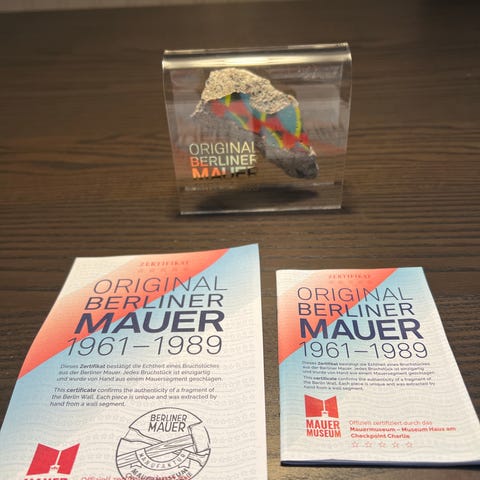 ORIGINAL
BERLINER
MAUER
ZERTIFIKAT
ORIGINAL
BERLINER
MAUER
1961–1989
Dieses Zertifikat bestätigt die Echtheit eines Bruchstückes
aus der Berliner Mauer. Jedes Bruchstück ist einzigartig
und wurde von Hand aus einem Mauersegment geschlagen.
This certificate confirms the authenticity of a fragment of
the Berlin Wall. Each piece is unique and was extracted by
hand from a wall segment.
BERLINER
MAUER
MANUFAKTUR
MAUERMUSEUM
Offiziell
ZERTIFIKAT
ORIGINAL
BERLINER
MAUER
1961–1989
Dieses Zertifikat bestätigt die Echtheit eines Bruchstückes
aus der Berliner Mauer. Jedes Bruchstück ist einzigartig
und wurde von Hand aus einem Mauersegment geschlagen.
This certificate confirms the authenticity of a fragment of
the Berlin Wall. Each piece is unique and was extracted by
hand from a wall segment.
MAUER
MUSEUM
Offiziell zertifiziert durch das
Mauermuseum – Museum Haus am
Checkpoint Charlie